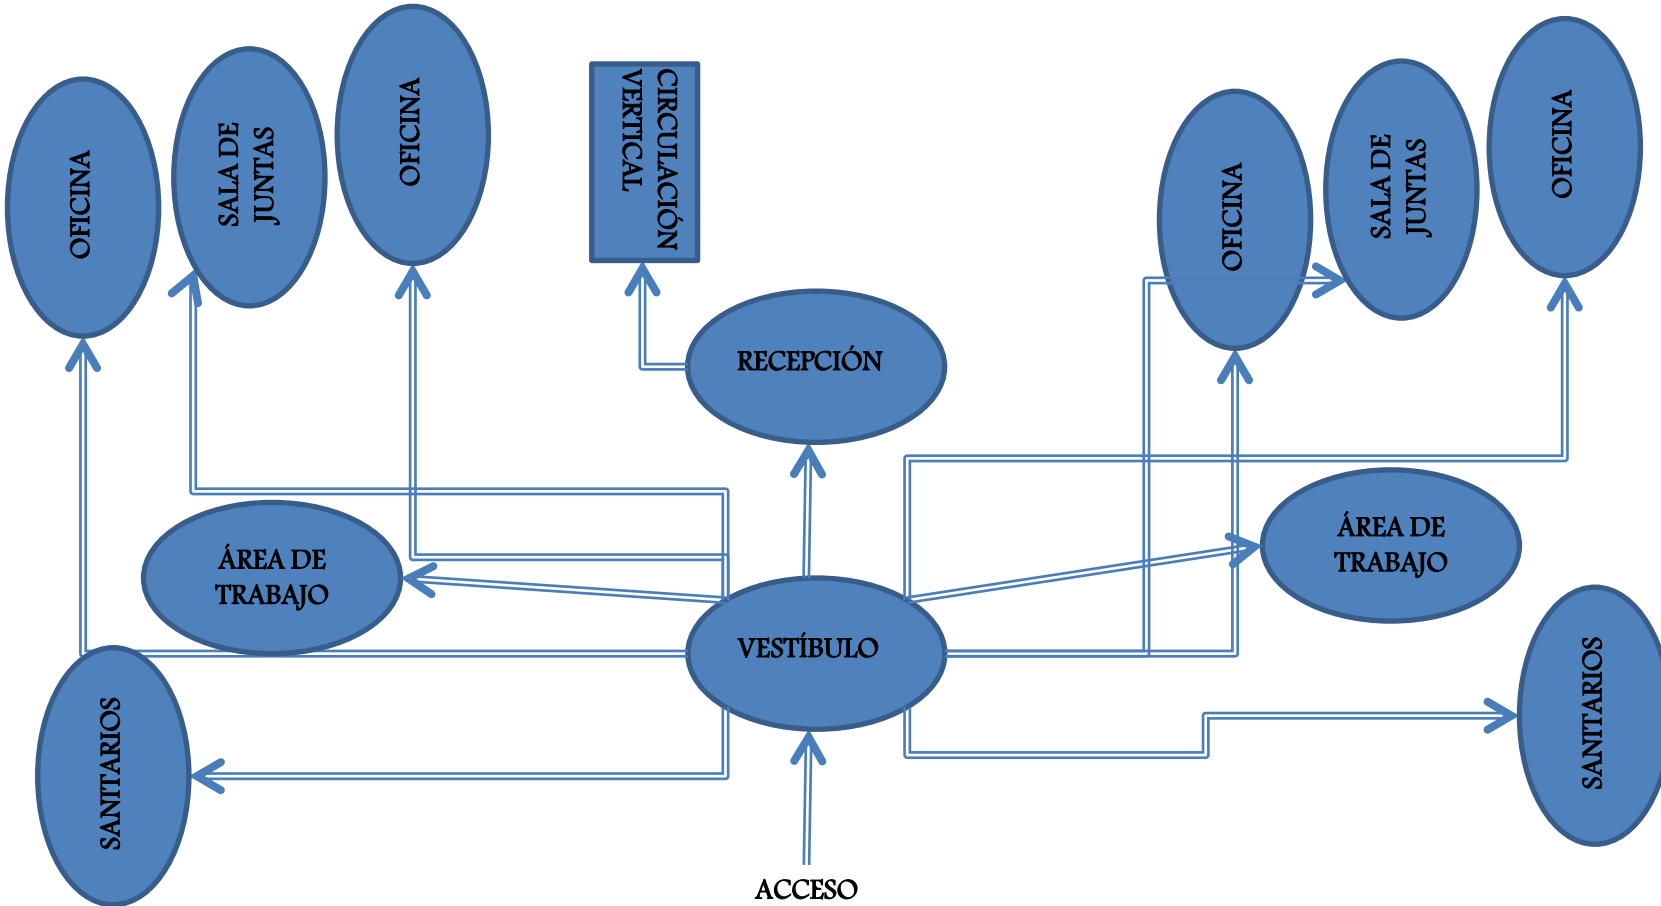 OFICINA
SALA DE
JUNTAS
OFICINA
CIRCULACIÓN
VERTICAL
OFICINA
SALA DE
JUNTAS
OFICINA
RECEPCIÓN
ÁREA DE
TRABAJO
ÁREA DE
TRABAJO
VESTÍBULO
SANITARIOS
SANITARIOS
ACCESO